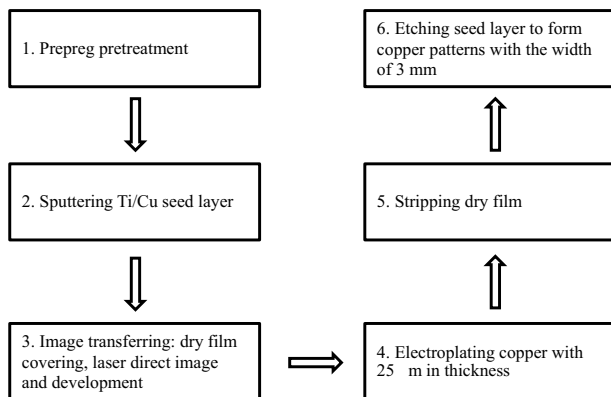 1. Prepreg pretreatment
2. Sputtering Ti/Cu seed layer
3. Image transferring: dry film
covering, laser direct image
and development
4. Electroplating copper with
25 m in thickness
5. Stripping dry film
6. Etching seed layer to form
copper patterns with the width
of 3 mm